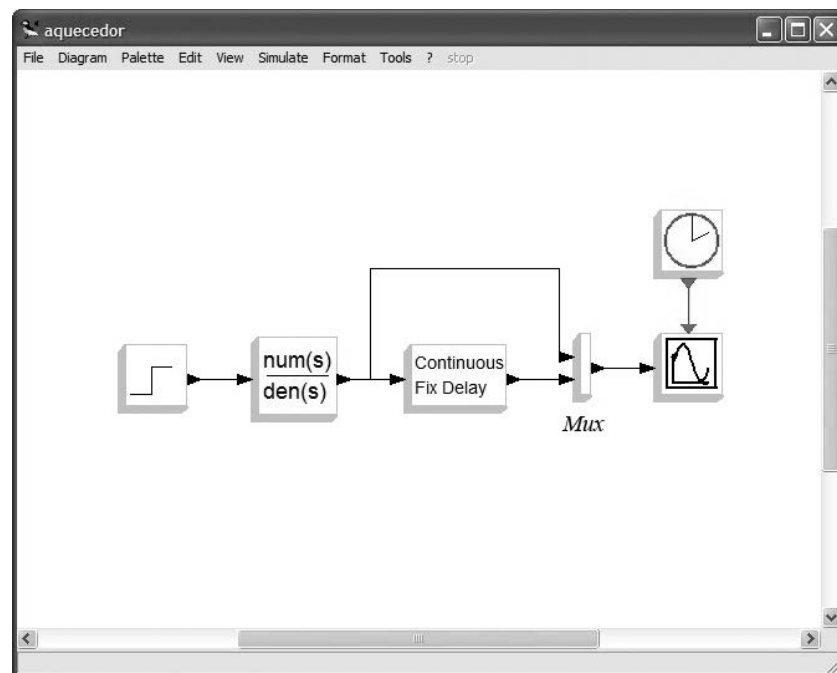 aquecedor
File Diagram Palette Edit View Simulate Format Tools ? stop
num(s)
den(s)
Continuous
Fix Delay
Mux